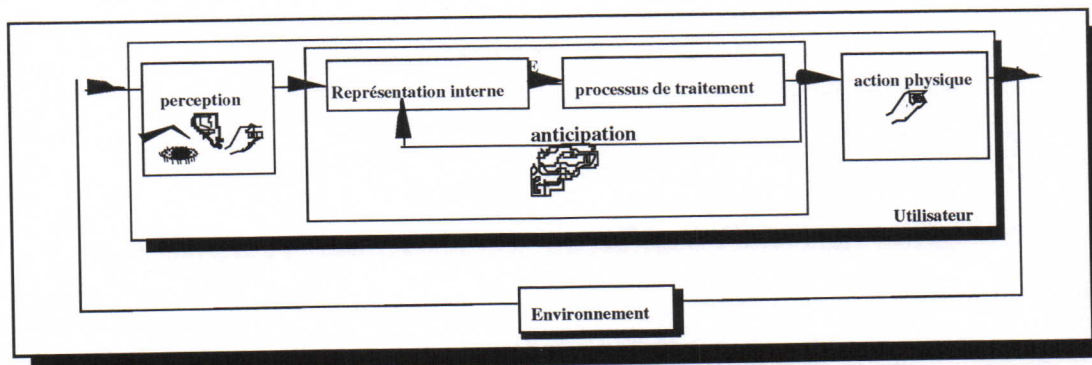 perception
Représentation interne
E
processus de traitement
action physique
anticipation
Utilisateur
Environnement